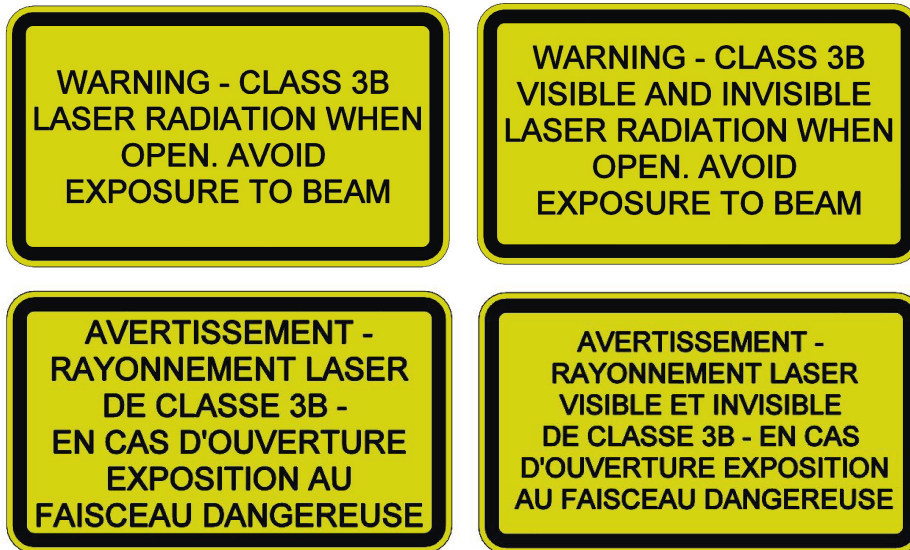 WARNING - CLASS 3B
LASER RADIATION WHEN
OPEN. AVOID
EXPOSURE TO BEAM
WARNING - CLASS 3B
VISIBLE AND INVISIBLE
LASER RADIATION WHEN
OPEN. AVOID
EXPOSURE TO BEAM
AVERTISSEMENT -
RAYONNEMENT LASER
DE CLASSE 3B -
EN CAS D'OUVERTURE
EXPOSITION AU
FAISCEAU DANGEREUSE
AVERTISSEMENT -
RAYONNEMENT LASER
VISIBLE ET INVISIBLE
DE CLASSE 3B - EN CAS
D'OUVERTURE EXPOSITION
AU FAISCEAU DANGEREUSE